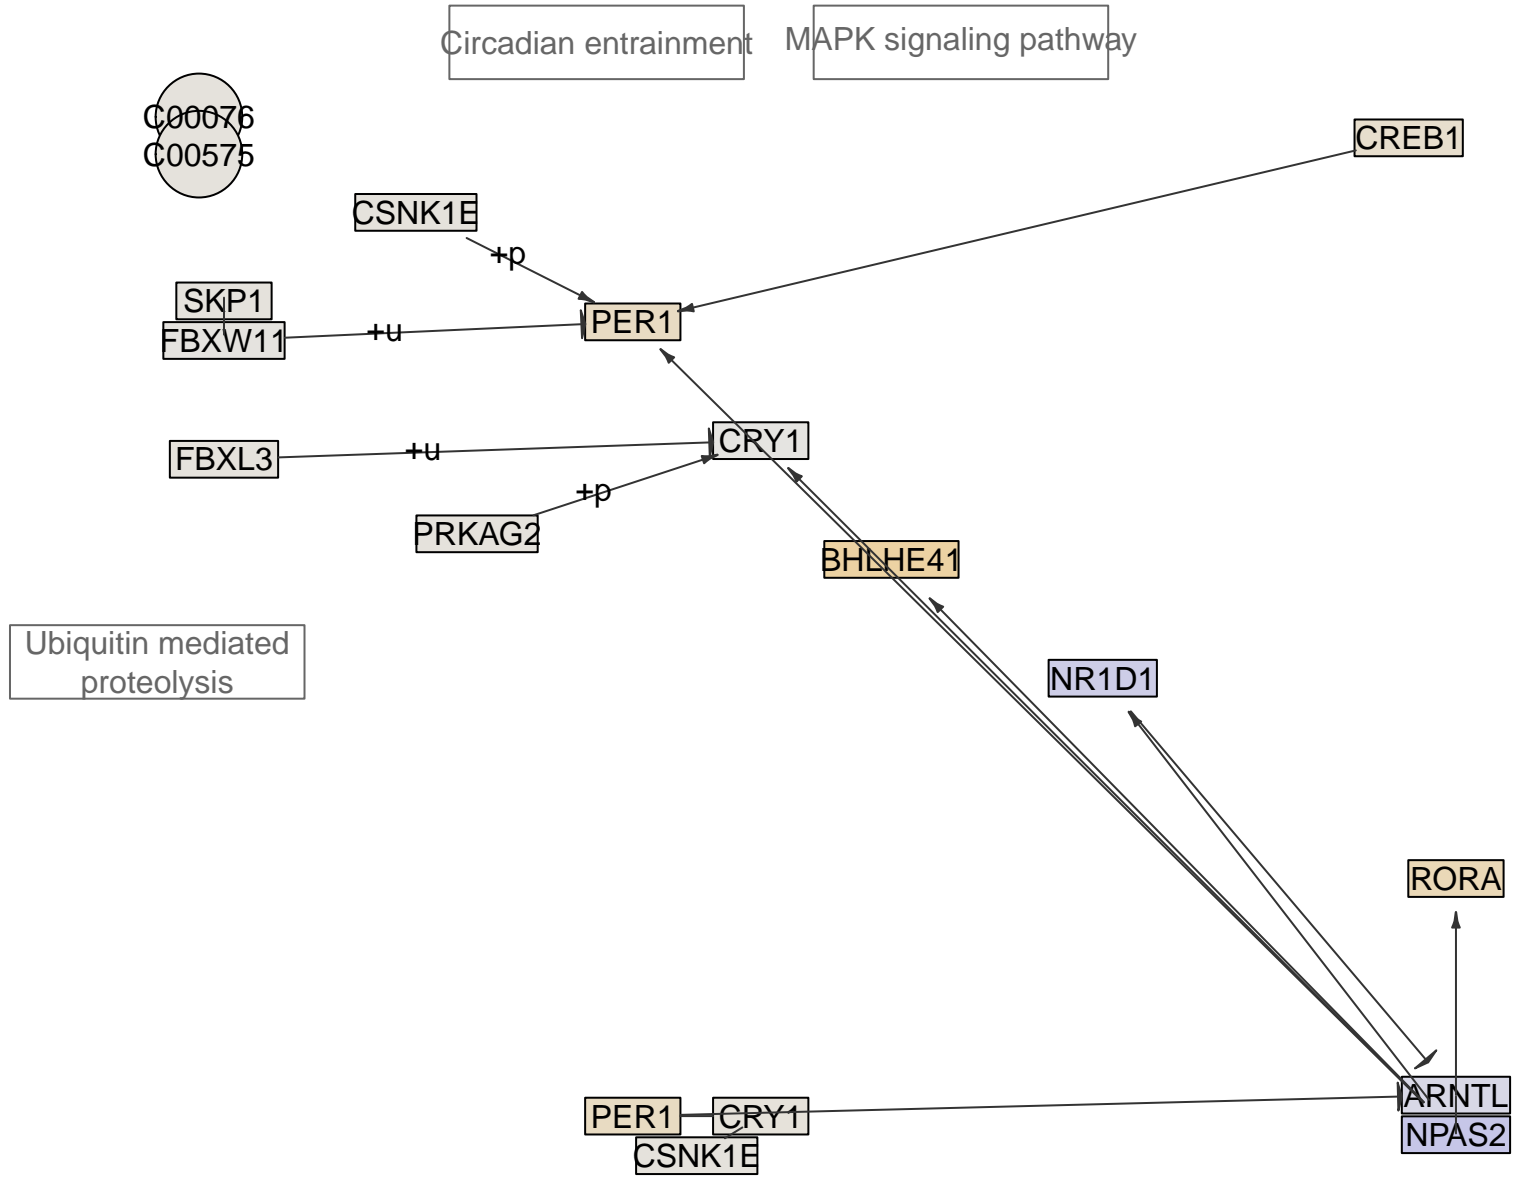 Circadian entrainment
MAPK signaling pathway
C00076
C00575
CREB1
CSNK1E
+p
SKP1
FBXW11
+u
PER1
FBXL3
+u
CRY1
+p
PRKAG2
BHLHE41
Ubiquitin mediated
proteolysis
NR1D1
RORA
ARNTL
NPAS2
PER1
CRY1
CSNK1E